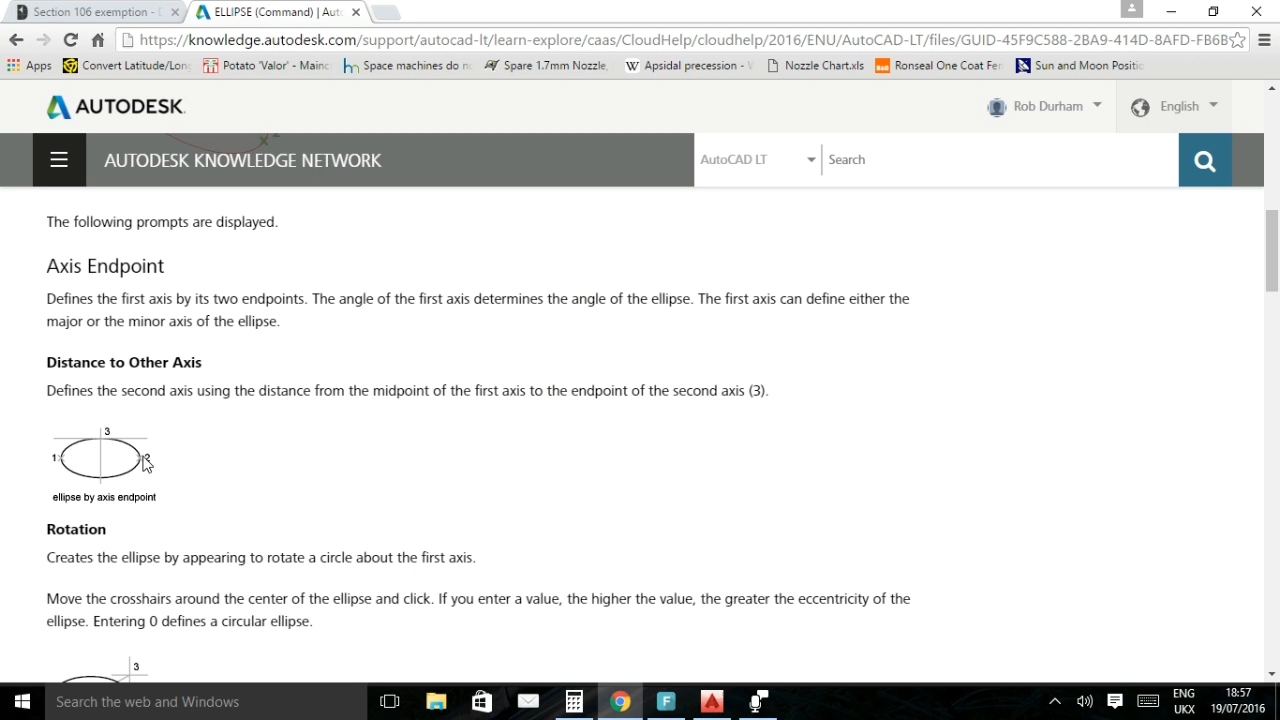 Section 106 exemption -
ELLIPSE (Command) | Aut
https://knowledge.autodesk.com/support/autocad-lt/learn-explore/caas/CloudHelp/cloudhelp/2016/ENU/AutoCAD-LT/files/GUID-45F9C588-2BA9-414D-8AFD-FB6B
Apps Convert Latitude/Lon Potato 'Valor' - Mainc Space machines do n Spare 1.7mm Nozzle, Apsidal precession - Nozzle Chart.xls Ronseal One Coat Fen Sun and Moon Positio
AUTODESK. Rob Durham English
2
AUTODESK KNOWLEDGE NETWORK AutoCAD LT Search
The following prompts are displayed.
Axis Endpoint
Defines the first axis by its two endpoints. The angle of the first axis determines the angle of the ellipse. The first axis can define either the
major or the minor axis of the ellipse.
Distance to Other Axis
Defines the second axis using the distance from the midpoint of the first axis to the endpoint of the second axis (3).
3
1 2
ellipse by axis endpoint
Rotation
Creates the ellipse by appearing to rotate a circle about the first axis.
Move the crosshairs around the center of the ellipse and click. If you enter a value, the higher the value, the greater the eccentricity of the
ellipse. Entering 0 defines a circular ellipse.
3
Search the web and Windows
ENG
UKX
18:57
19/07/2016